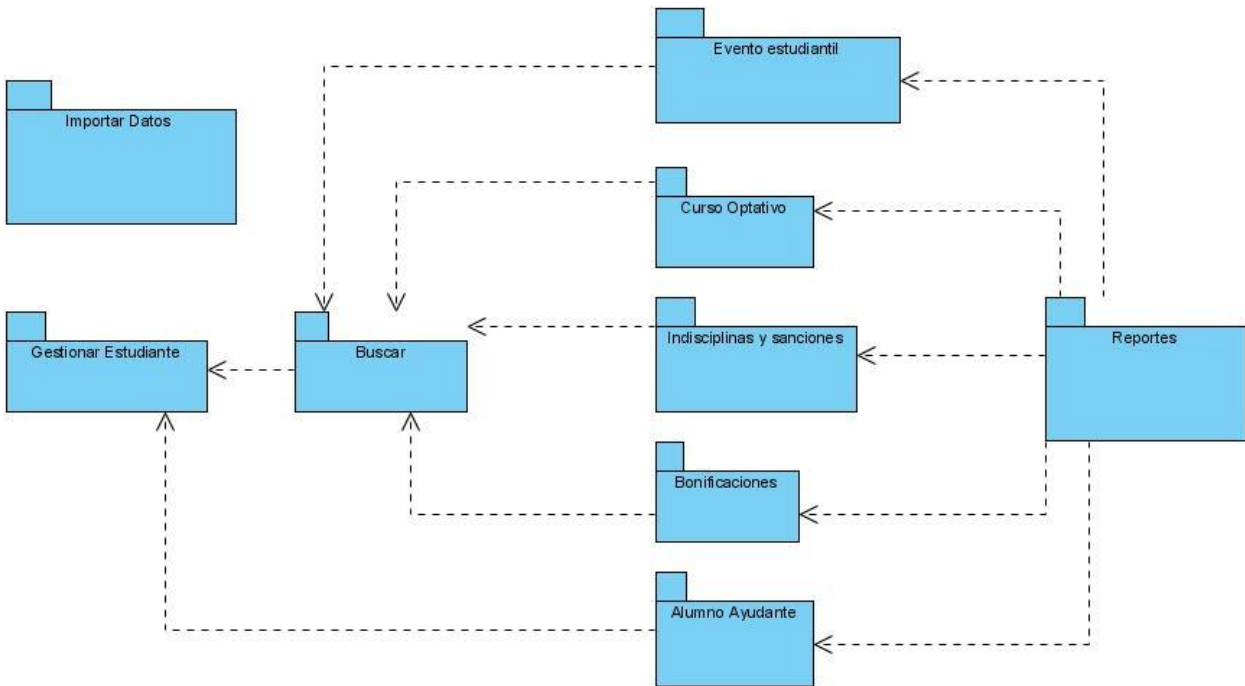 Evento estudiantil
Importar Datos
Curso Optativo
Indisciplinas y sanciones
Reportes
Gestionar Estudiante
Buscar
Bonificaciones
Alumno Ayudante